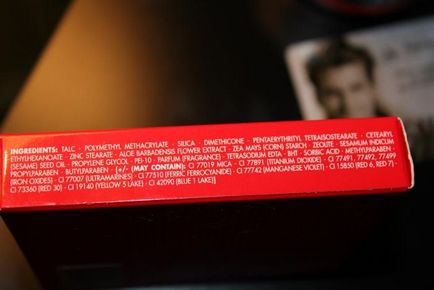 INGREDIENTS: TALC · POLYMETHYL METHACRYLATE · SILICA · DIMETHICONE · PENTAERYTHRITYL TETRAISOSTEARATE · CETEARYL
ETHYLHEXANOATE · ZINC STEARATE · ALOE BARBADENSIS FLOWER EXTRACT · ZEA MAYS (CORN) STARCH · ZEOLITE · SESAMUM INDICUM
(SESAME) SEED OIL · PROPYLENE GLYCOL · PEI-10 · PARFUM (FRAGRANCE) · TETRASODIUM EDTA · BHT · SORBIC ACID · METHYLPARABEN ·
PROPYLPARABEN · BUTYLPARABEN [+/- (MAY CONTAIN): CI 77019 MICA · CI 77891 (TITANIUM DIOXIDE) · CI 77491, 77492, 77499
(IRON OXIDES) · CI 77007 (ULTRAMARINES) · CI 77510 (FERRIC FERROCYANIDE) · CI 77742 (MANGANESE VIOLET) · CI 15850 (RED 6, RED 7) ·
CI 73360 (RED 30) · CI 19140 (YELLOW 5 LAKE) · CI 42090 (BLUE 1 LAKE)]